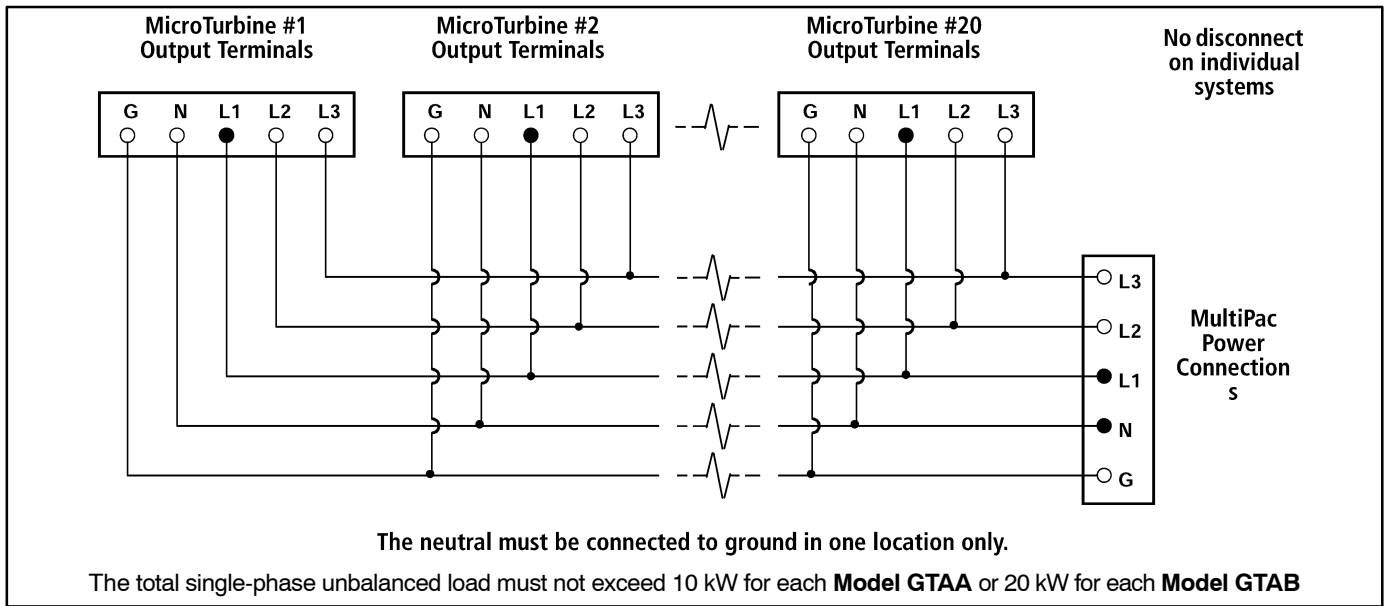 MicroTurbine #1
Output Terminals
MicroTurbine #2
Output Terminals
MicroTurbine #20
Output Terminals
No disconnect
on individual
systems
G N L1 L2 L3
G N L1 L2 L3
G N L1 L2 L3
L3
L2
L1
N
G
MultiPac
Power
Connection
s
The neutral must be connected to ground in one location only.
The total single-phase unbalanced load must not exceed 10 kW for each Model GTAA or 20 kW for each Model GTAB